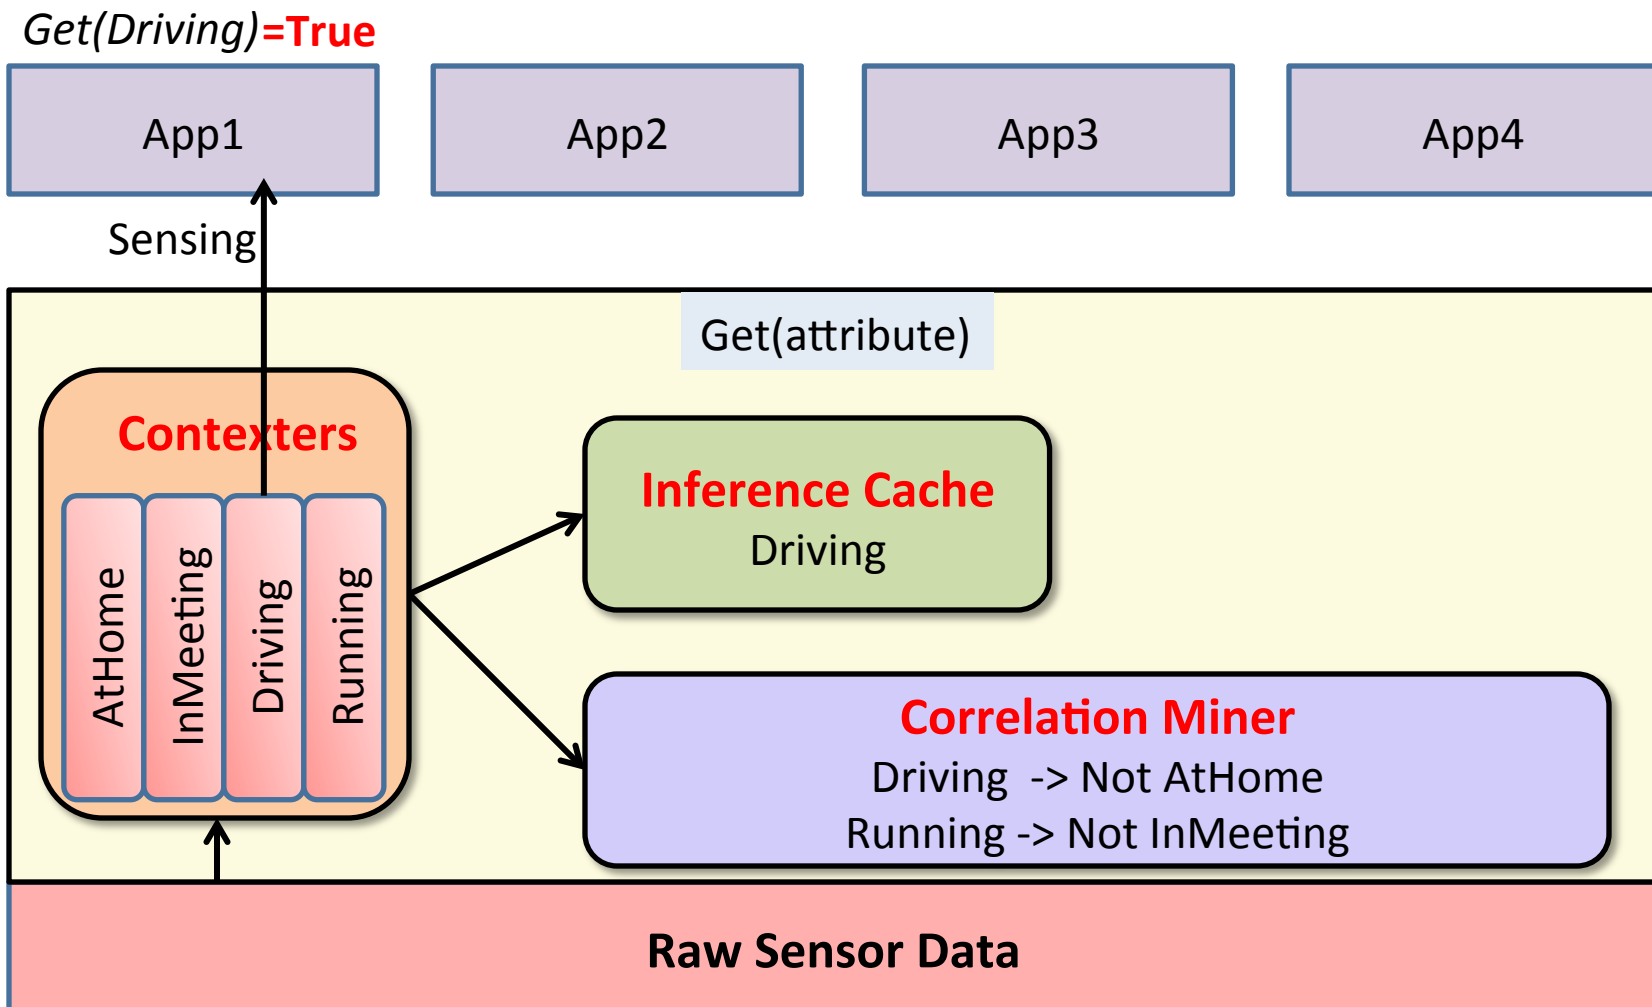 Get(Driving)=True
App1
App2
App3
App4
Sensing
Get(attribute)
Contexters
AtHome
InMeeting
Driving
Running
Inference Cache
Driving
Correlation Miner
Driving -> Not AtHome
Running -> Not InMeeting
Raw Sensor Data